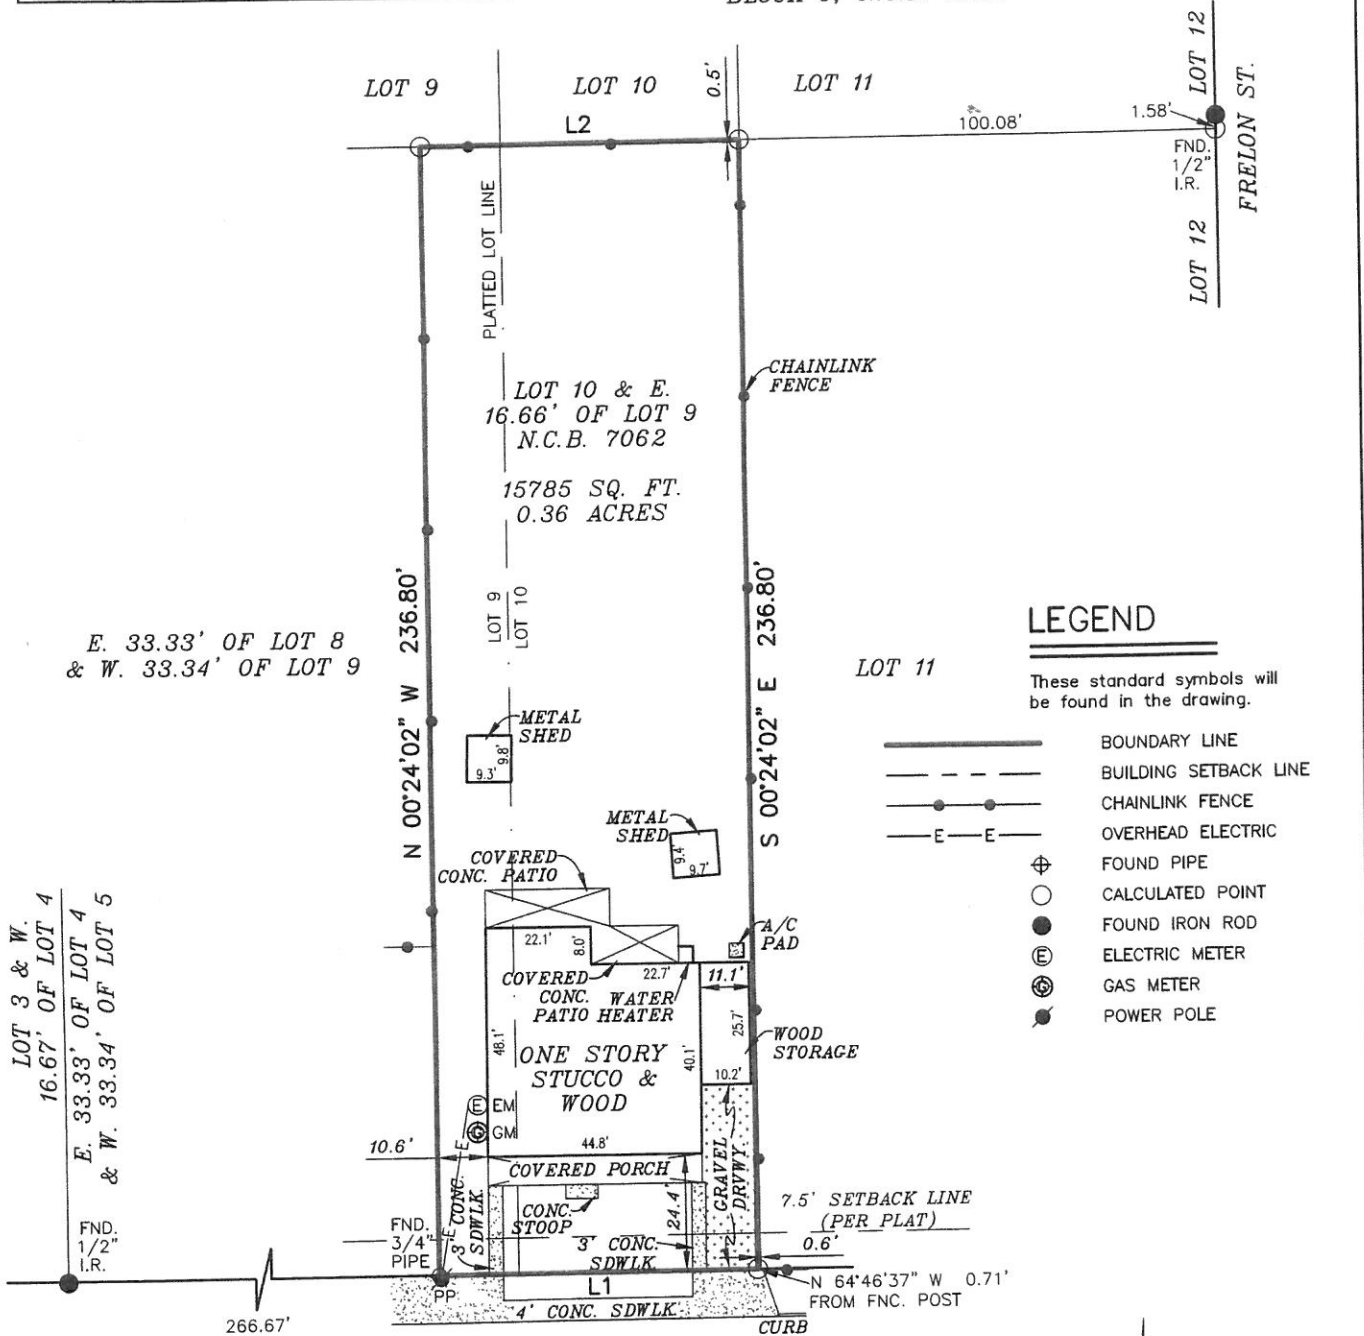 LOT 9
LOT 10
LOT 11
0.5'
L2
100.08'
1.58'
LOT 12
FND.
1/2"
I.R.
FRELON ST.
LOT 12
PLATTED LOT LINE
CHAINLINK
FENCE
LOT 10 & E.
16.66' OF LOT 9
N.C.B. 7062
15785 SQ. FT.
0.36 ACRES
N 00°24'02" W 236.80'
LOT 9
LOT 10
S 00°24'02" E 236.80'
E. 33.33' OF LOT 8
& W. 33.34' OF LOT 9
LOT 11
LEGEND
These standard symbols will
be found in the drawing.
BOUNDARY LINE
BUILDING SETBACK LINE
CHAINLINK FENCE
E E OVERHEAD ELECTRIC
FOUND PIPE
CALCULATED POINT
FOUND IRON ROD
E ELECTRIC METER
G GAS METER
POWER POLE
METAL
SHED
9.8'
9.3'
METAL
SHED
9.4'
9.7'
COVERED
CONC. PATIO
A/C
PAD
22.1'
8.0'
COVERED
CONC.
PATIO
22.7'
WATER
HEATER
11.1'
25.7'
WOOD
STORAGE
10.2'
48.1'
40.1'
ONE STORY
STUCCO &
WOOD
E EM
G GM
44.8'
10.6'
COVERED PORCH
GRAVEL
DRVWY.
24.4'
CONC.
STOOP
3' CONC.
SDWLK.
3' CONC.
SDWLK.
E
E
7.5' SETBACK LINE
(PER PLAT)
0.6'
LOT 3 & W.
16.67' OF LOT 4
E. 33.33' OF LOT 4
& W. 33.34' OF LOT 5
FND.
1/2"
I.R.
FND.
3/4"
PIPE
PP
L1
N 64°46'37" W 0.71'
FROM FNC. POST
4' CONC. SDWLK.
CURB
266.67'